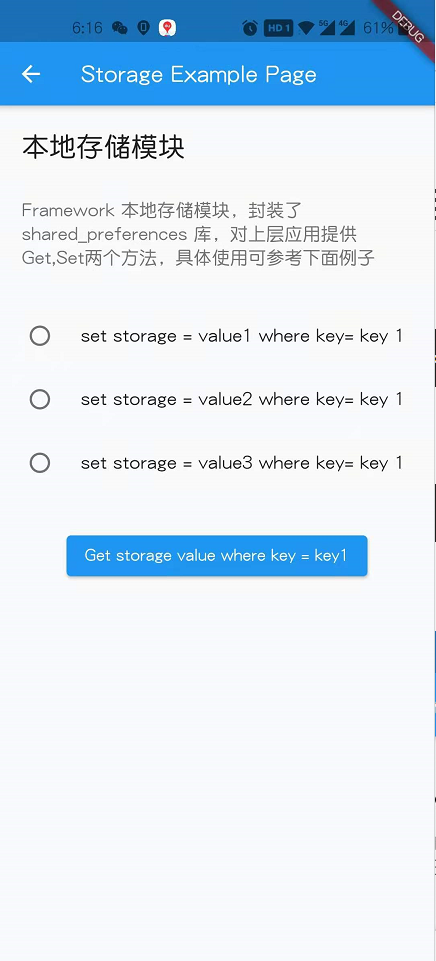 6:16 HD 1 5G 4G 61%
DEBUG
Storage Example Page
本地存储模块
Framework 本地存储模块，封装了
shared_preferences 库，对上层应用提供
Get,Set两个方法，具体使用可参考下面例子
set storage = value1 where key= key 1
set storage = value2 where key= key 1
set storage = value3 where key= key 1
Get storage value where key = key1